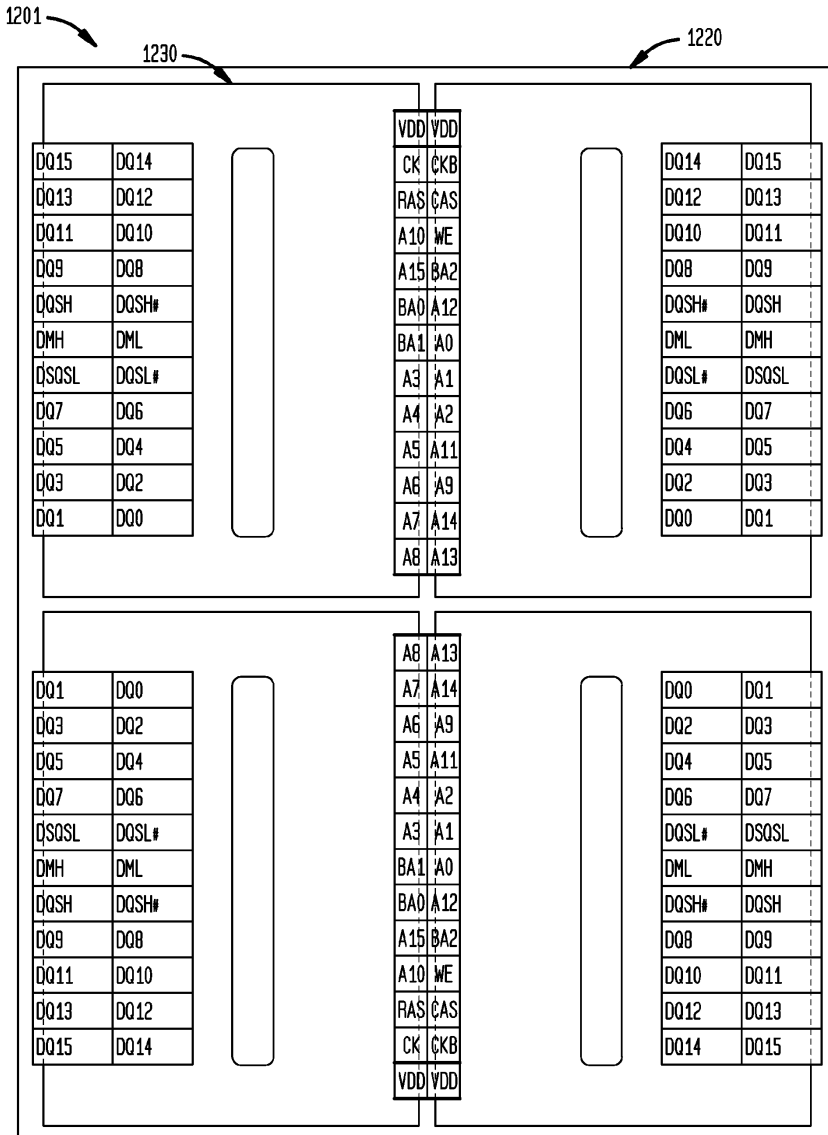 1201
1230
1220
VDD VDD
DQ15 DQ14 CK CKB DQ14 DQ15
DQ13 DQ12 RAS CAS DQ12 DQ13
DQ11 DQ10 A10 WE DQ10 DQ11
DQ9 DQ8 A15 BA2 DQ8 DQ9
DQSH DQSH# BA0 A12 DQSH# DQSH
DMH DML BA1 A0 DML DMH
DSQSL DQSL# A3 A1 DQSL# DSQSL
DQ7 DQ6 A4 A2 DQ6 DQ7
DQ5 DQ4 A5 A11 DQ4 DQ5
DQ3 DQ2 A6 A9 DQ2 DQ3
DQ1 DQ0 A7 A14 DQ0 DQ1
A8 A13
A8 A13
DQ1 DQ0 A7 A14 DQ0 DQ1
DQ3 DQ2 A6 A9 DQ2 DQ3
DQ5 DQ4 A5 A11 DQ4 DQ5
DQ7 DQ6 A4 A2 DQ6 DQ7
DSQSL DQSL# A3 A1 DQSL# DSQSL
DMH DML BA1 A0 DML DMH
DQSH DQSH# BA0 A12 DQSH# DQSH
DQ9 DQ8 A15 BA2 DQ8 DQ9
DQ11 DQ10 A10 WE DQ10 DQ11
DQ13 DQ12 RAS CAS DQ12 DQ13
DQ15 DQ14 CK CKB DQ14 DQ15
VDD VDD